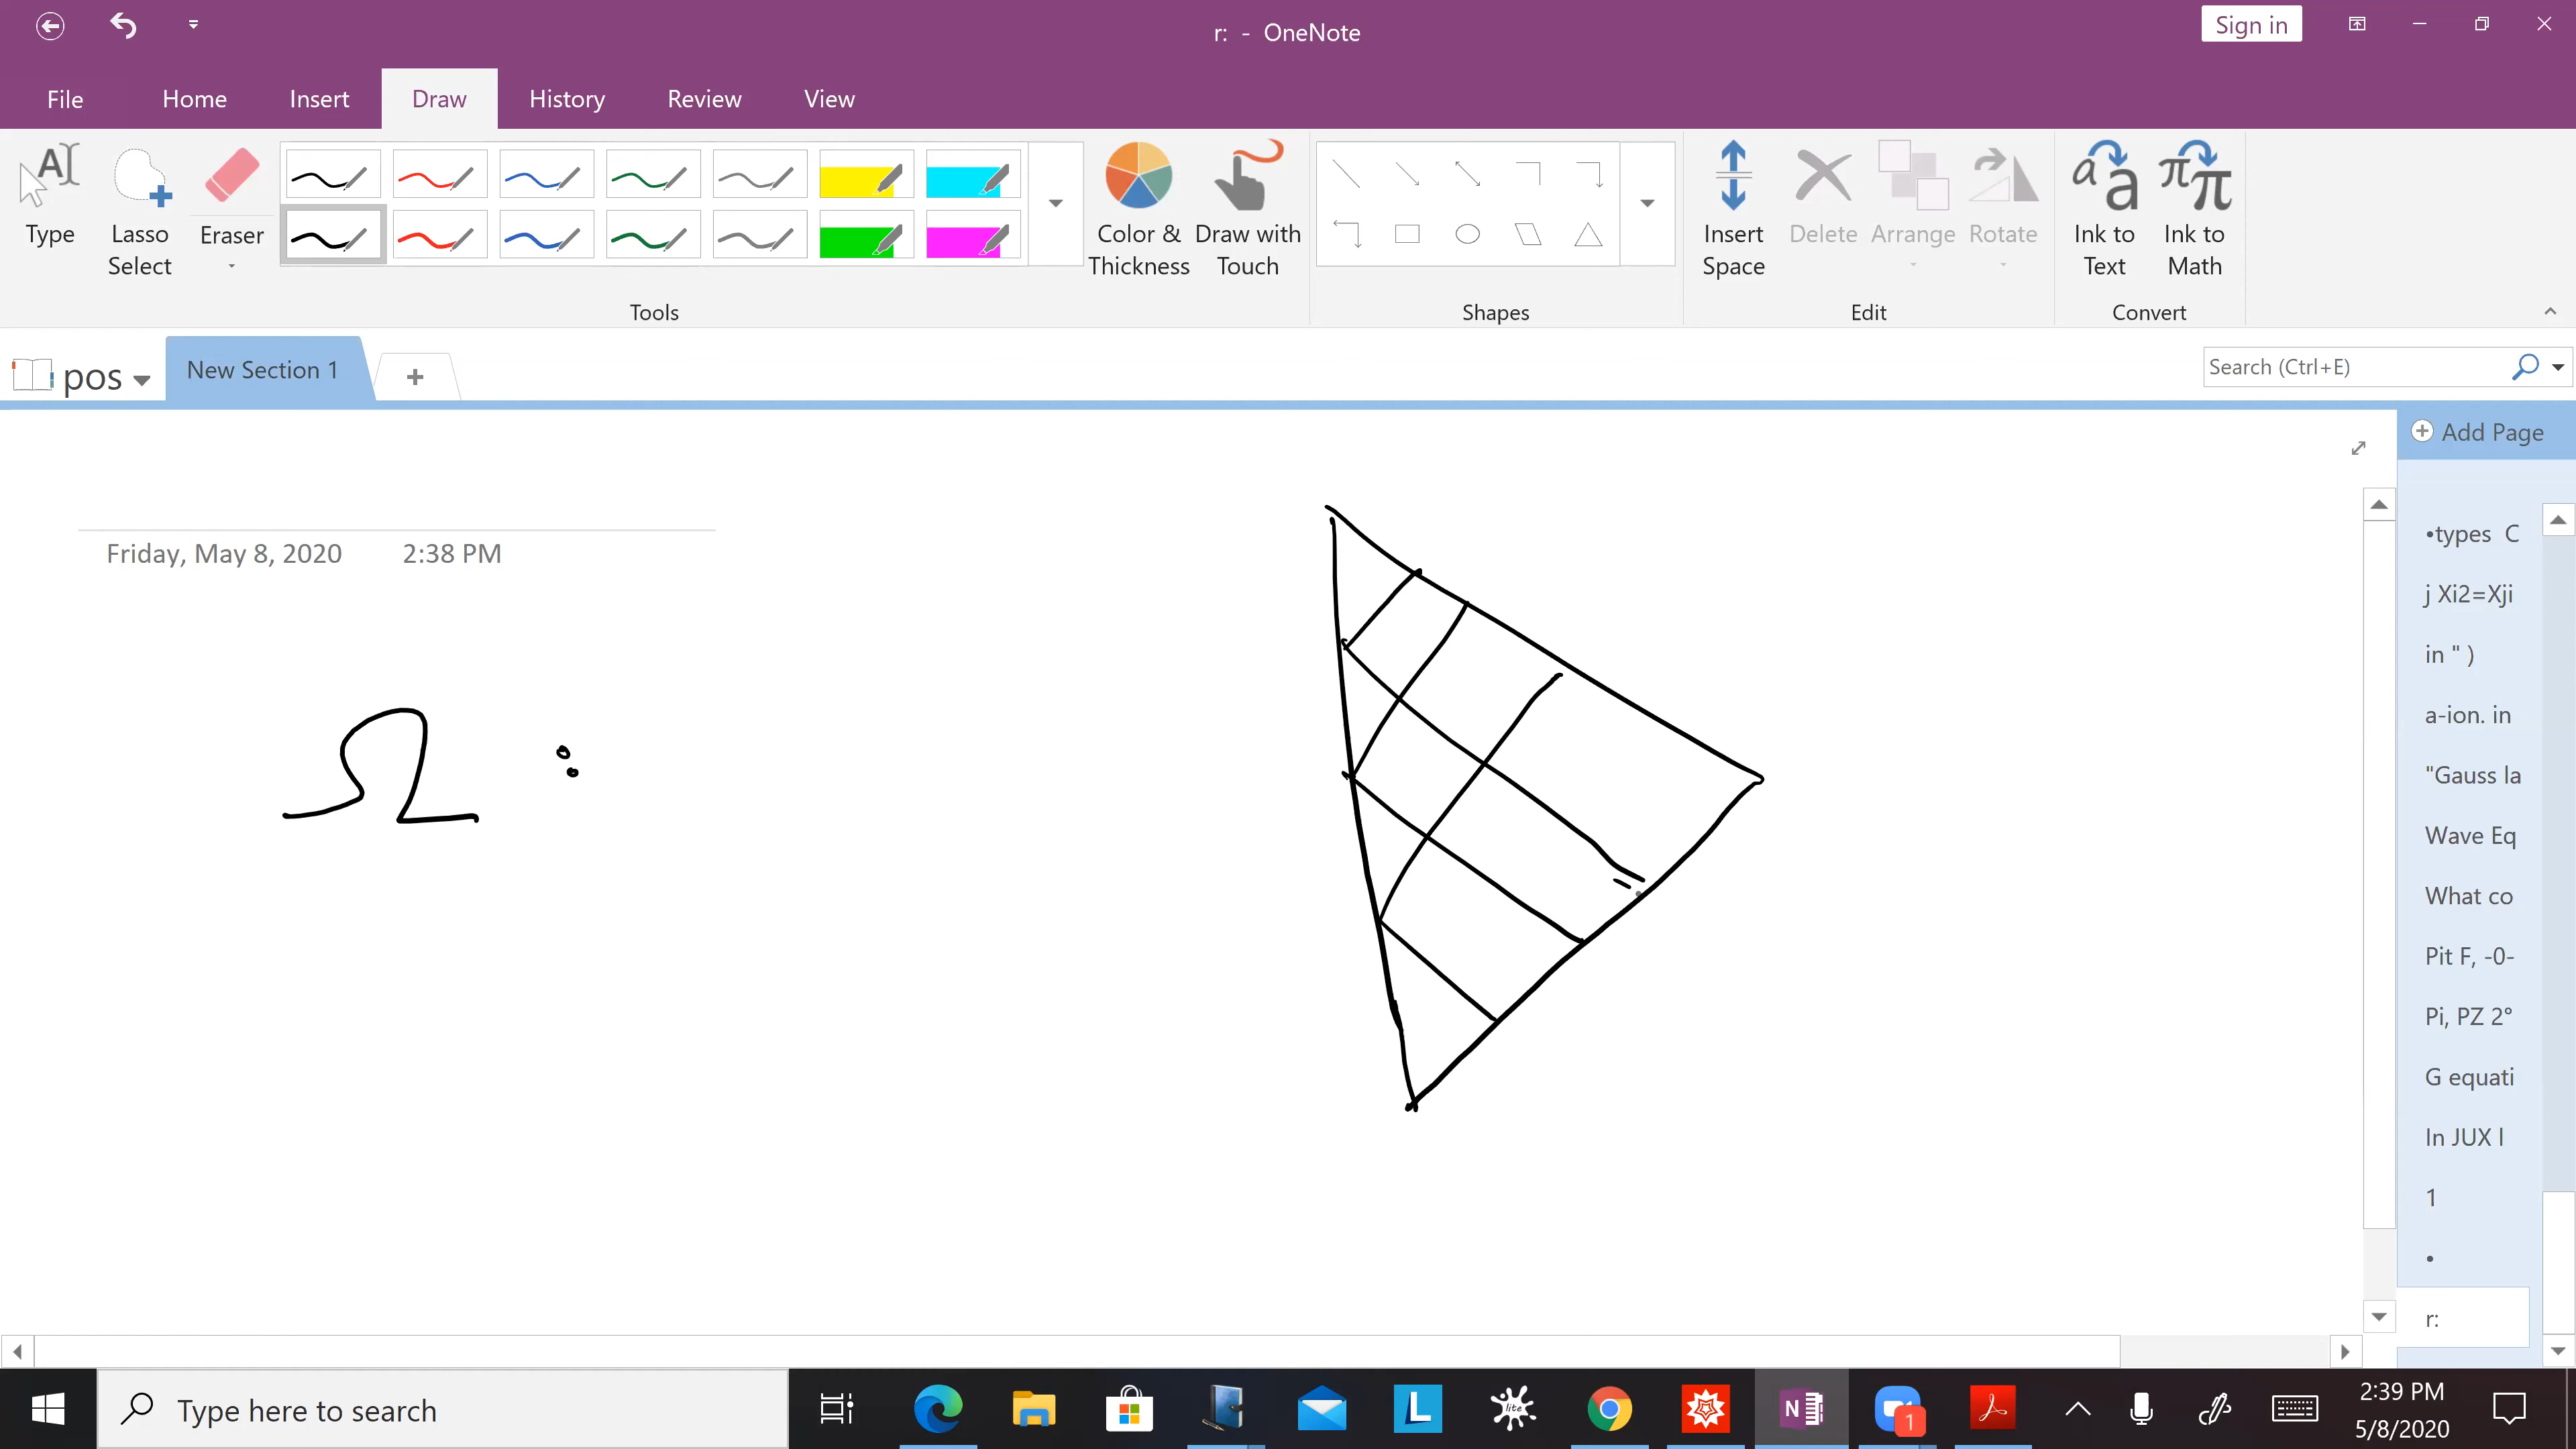 r: - OneNote
Sign in
File Home Insert Draw History Review View
Type
Lasso Select
Eraser
Color & Thickness
Draw with Touch
Insert Space
Delete
Arrange
Rotate
Ink to Text
Ink to Math
Tools Shapes Edit Convert
pos New Section 1
Search (Ctrl+E)
Add Page
Friday, May 8, 2020 2:38 PM
Ω :
•types C
j Xi2=Xji
in " )
a-ion. in
"Gauss la
Wave Eq
What co
Pit F, -0-
Pi, PZ 2°
G equati
In JUX l
1
•
r:
Type here to search
lite
L
N
1
2:39 PM
5/8/2020